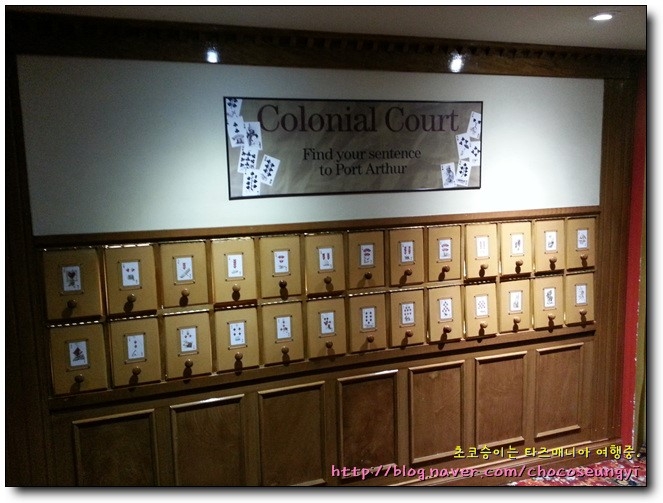 Colonial Court
Find your sentence
to Port Arthur
초코승이는 타즈매니아 여행중.
http://blog.naver.com/chocoseungyi